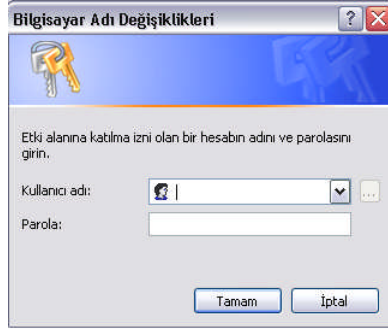 Bilgisayar Adı Değişiklikleri
Etki alanına katılma izni olan bir hesabın adını ve parolasını
girin.
Kullanıcı adı:
...
Parola:
Tamam
İptal